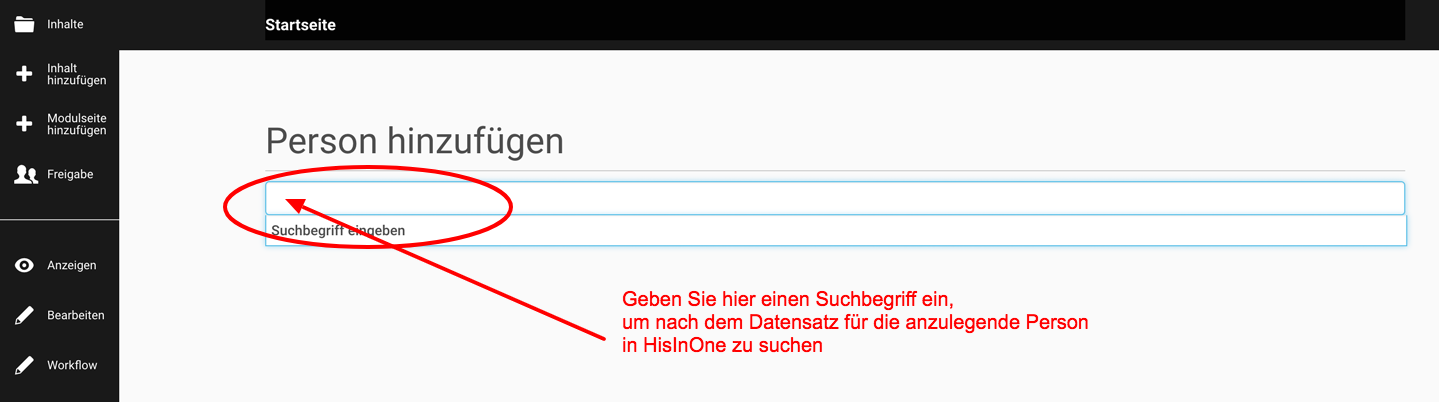 Inhalte
Inhalt
hinzufügen
Modulseite
hinzufügen
Freigabe
Anzeigen
Bearbeiten
Workflow
Startseite
Person hinzufügen
Suchbegriff eingeben
Geben Sie hier einen Suchbegriff ein,
um nach dem Datensatz für die anzulegende Person
in HisInOne zu suchen